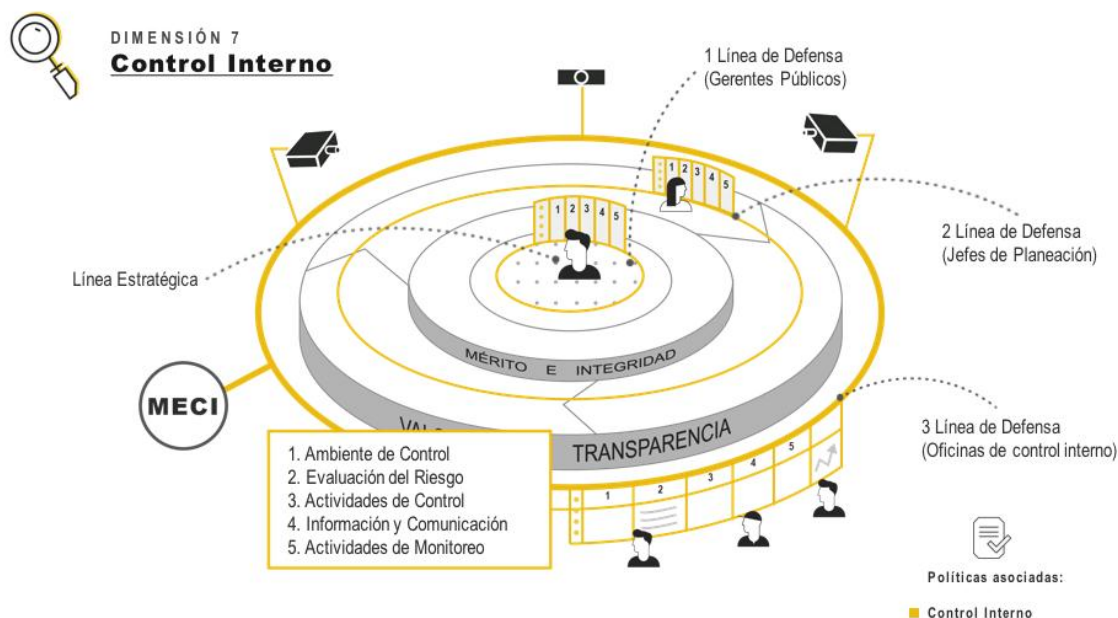 DIMENSIÓN 7
Control Interno
1 Línea de Defensa
(Gerentes Públicos)
1 2 3 4 5
1 2 3 4 5
2 Línea de Defensa
(Jefes de Planeación)
Línea Estratégica
MÉRITO E INTEGRIDAD
MECI
TRANSPARENCIA
3 Línea de Defensa
(Oficinas de control interno)
1. Ambiente de Control
2. Evaluación del Riesgo
3. Actividades de Control
4. Información y Comunicación
5. Actividades de Monitoreo
1 2 3 4 5
Políticas asociadas:
Control Interno